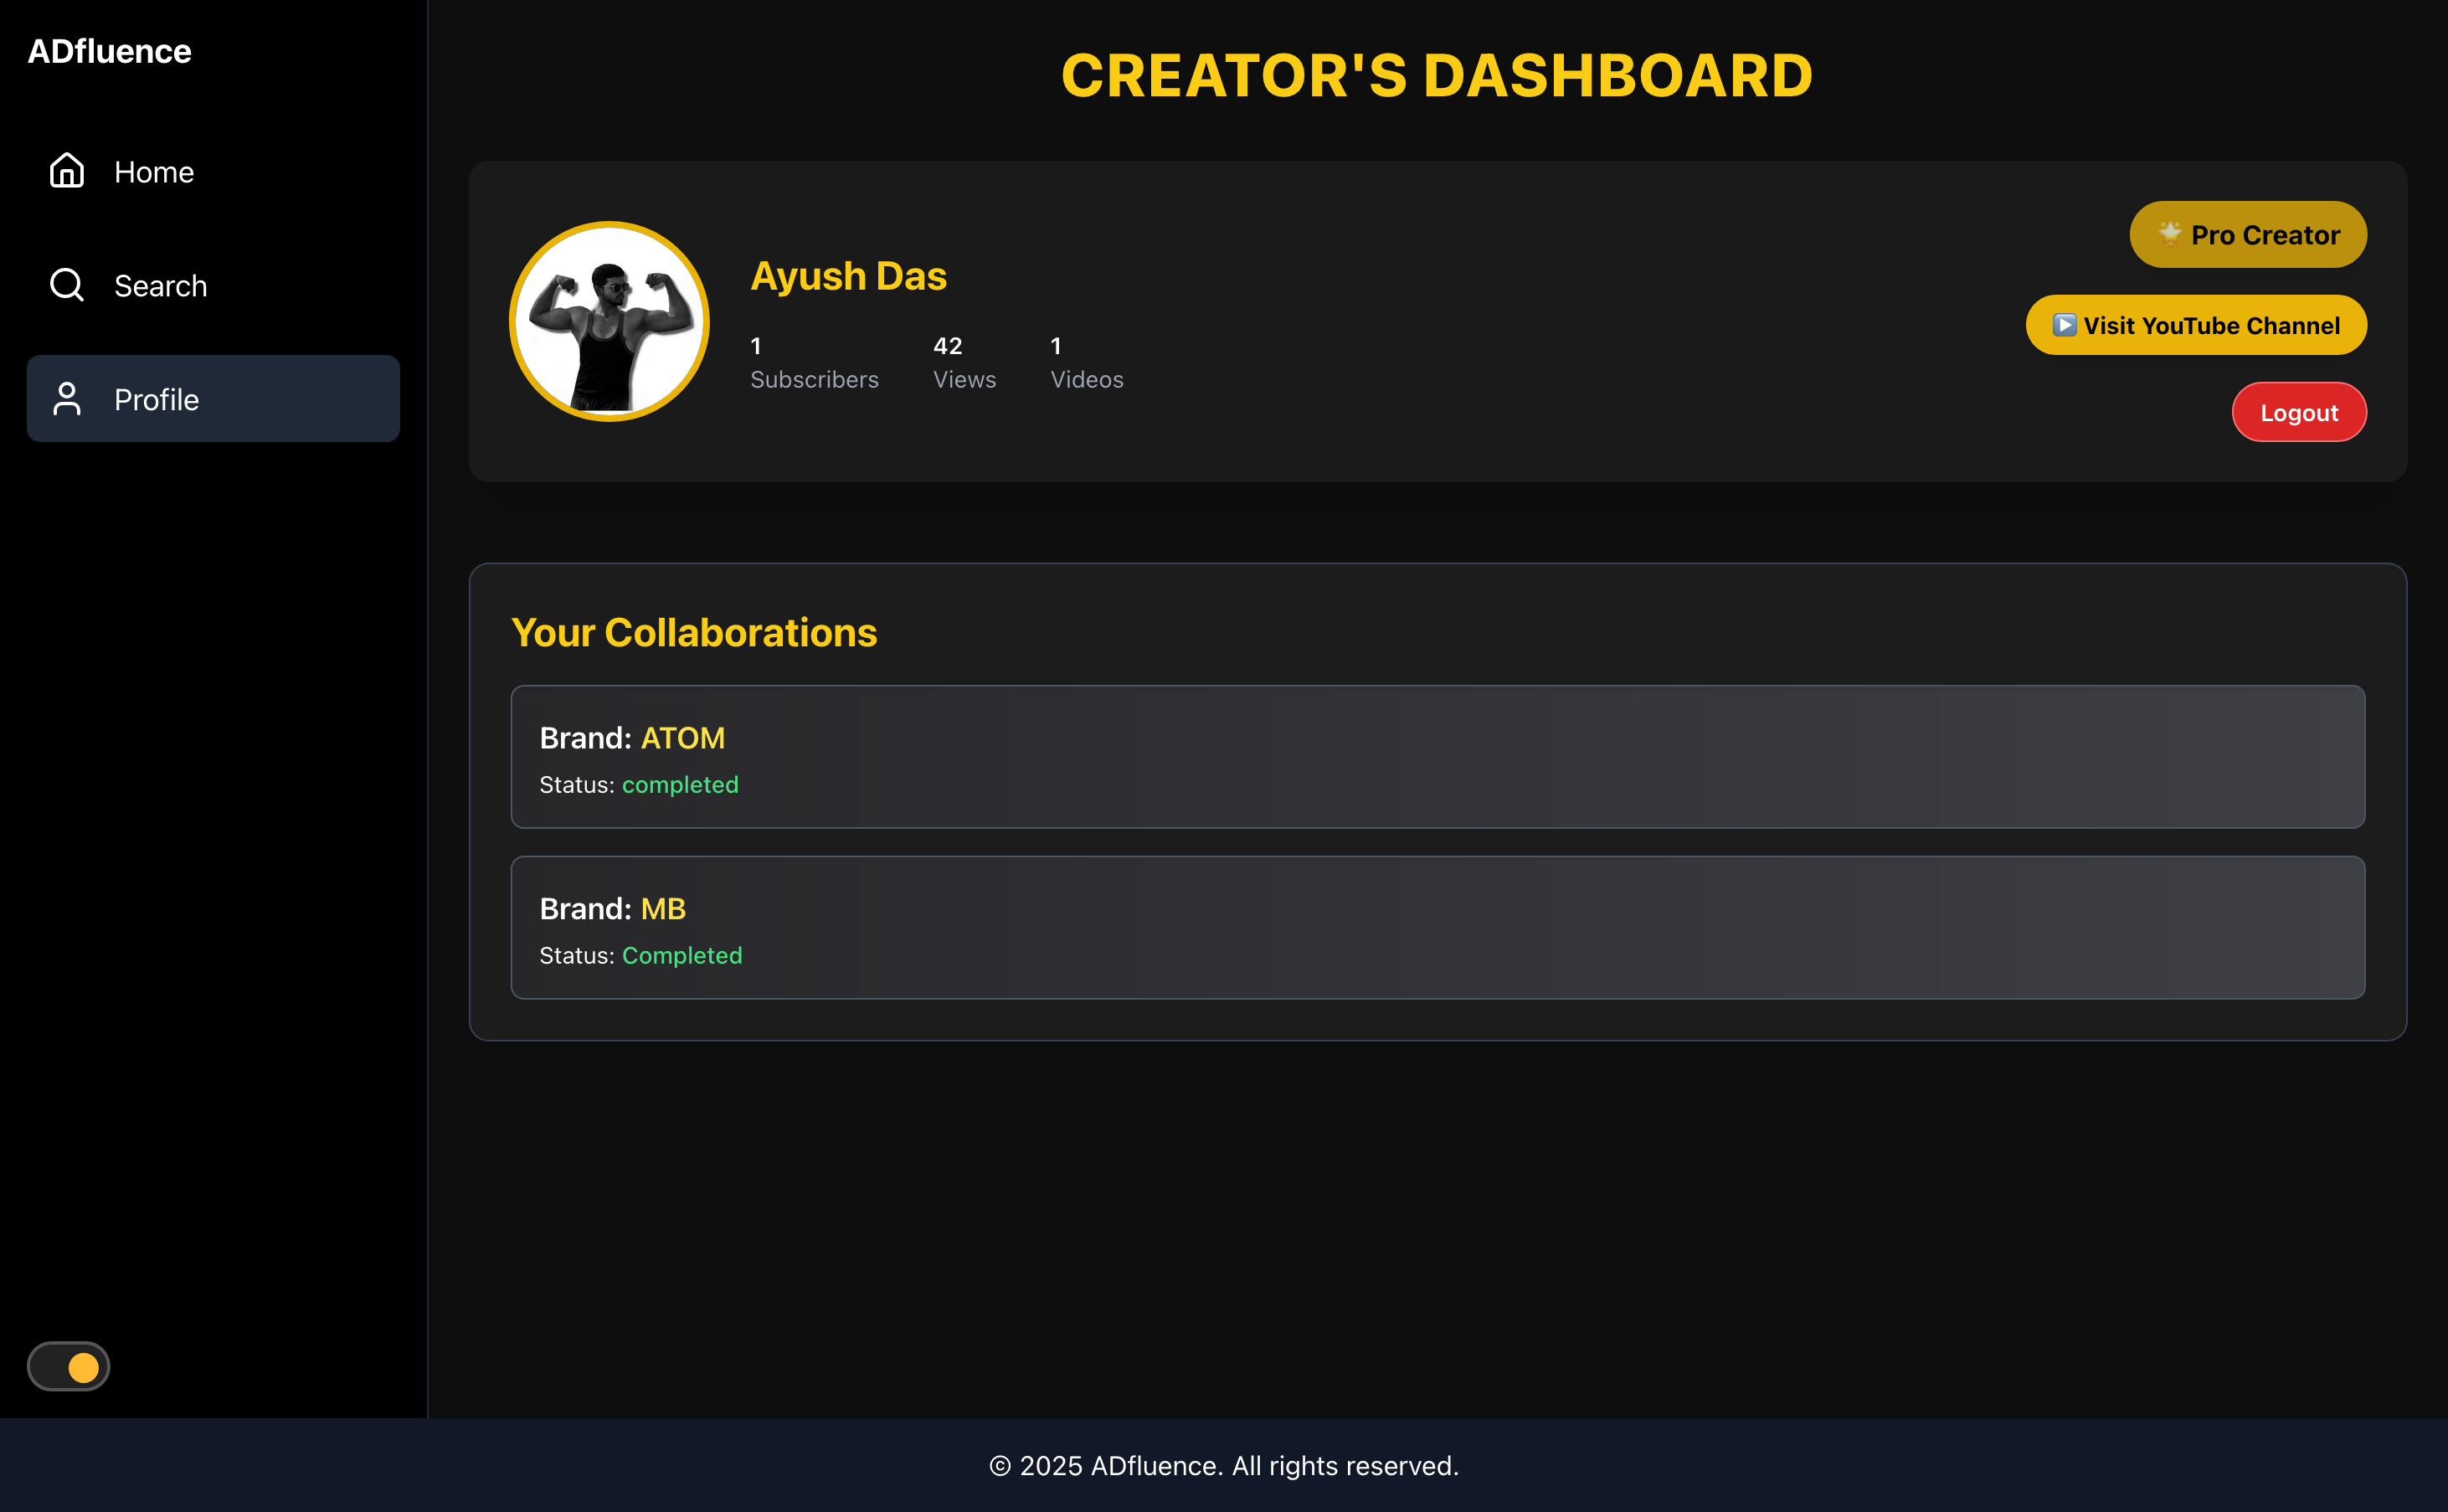 ADfluence
Home
Search
Profile
CREATOR'S DASHBOARD
Ayush Das
1 42 1
Subscribers Views Videos
🌟 Pro Creator
▶️ Visit YouTube Channel
Logout
Your Collaborations
Brand: ATOM
Status: completed
Brand: MB
Status: Completed
© 2025 ADfluence. All rights reserved.